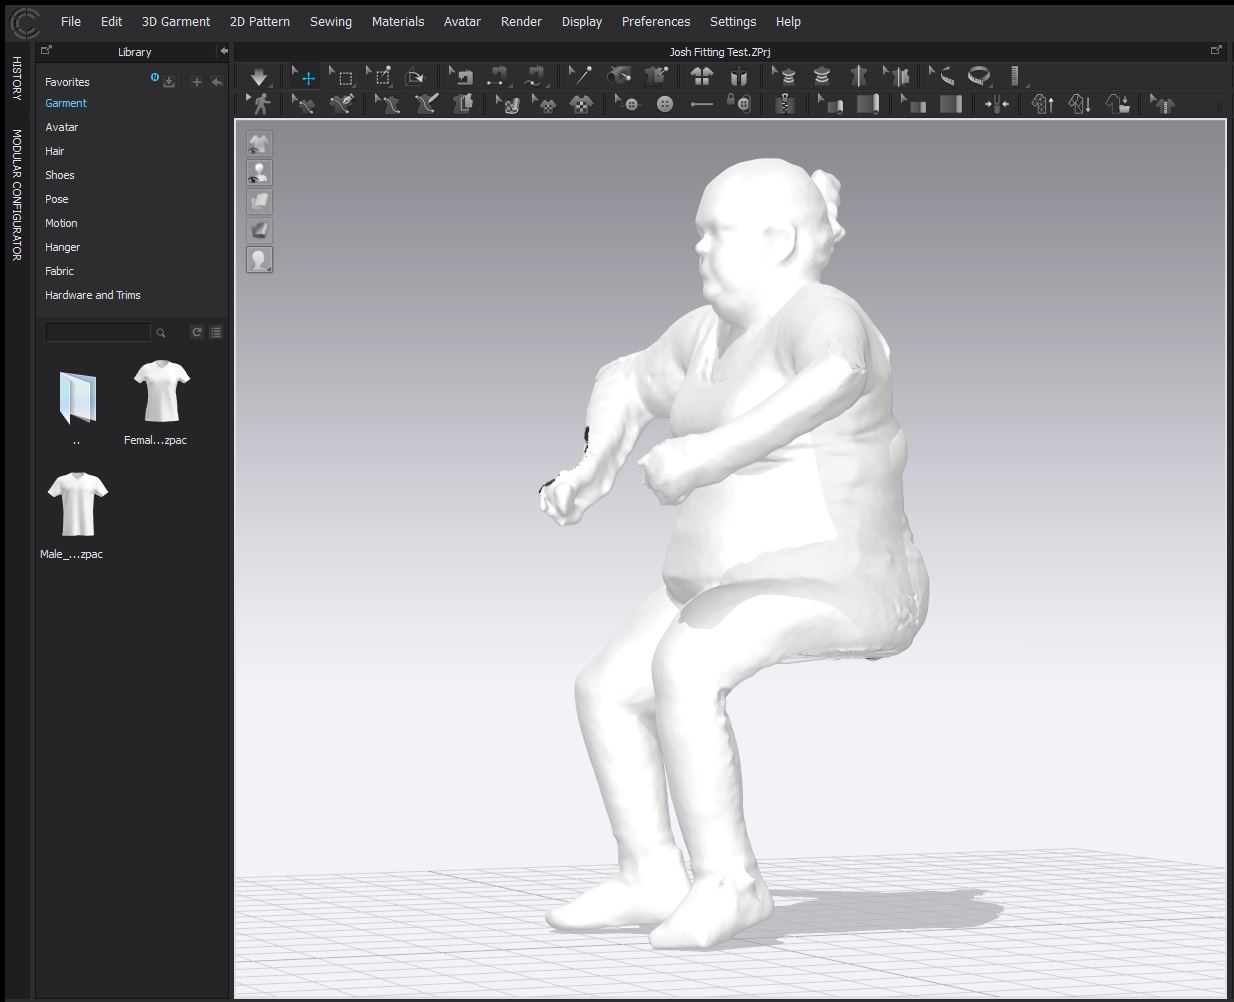 File Edit 3D Garment 2D Pattern Sewing Materials Avatar Render Display Preferences Settings Help
HISTORY
MODULAR CONFIGURATOR
Library
Josh Fitting Test.ZPrj
Favorites
N
Garment
Avatar
Hair
Shoes
Pose
Motion
Hanger
Fabric
Hardware and Trims
..
Femal...zpac
Male_...zpac